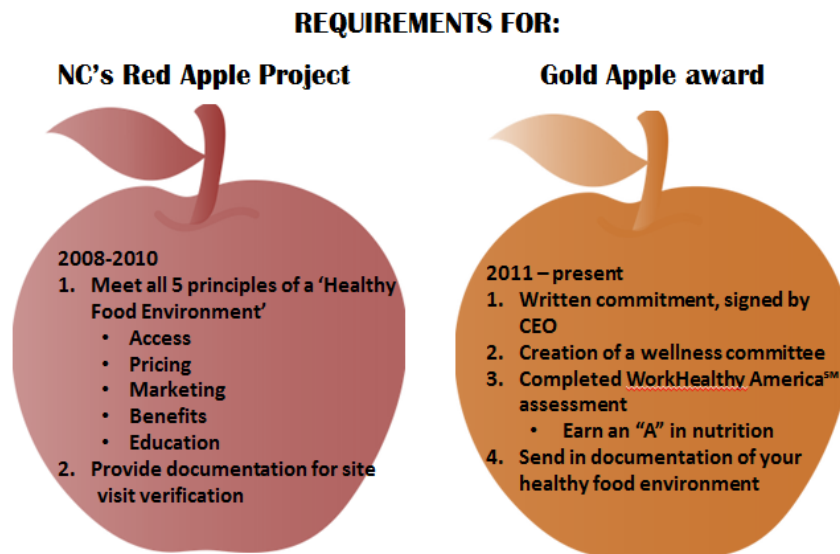 REQUIREMENTS FOR:
NC's Red Apple Project
2008-2010
1. Meet all 5 principles of a 'Healthy
Food Environment'
• Access
• Pricing
• Marketing
• Benefits
• Education
2. Provide documentation for site
visit verification
Gold Apple award
2011 – present
1. Written commitment, signed by
CEO
2. Creation of a wellness committee
3. Completed WorkHealthy America℠
assessment
• Earn an “A” in nutrition
4. Send in documentation of your
healthy food environment